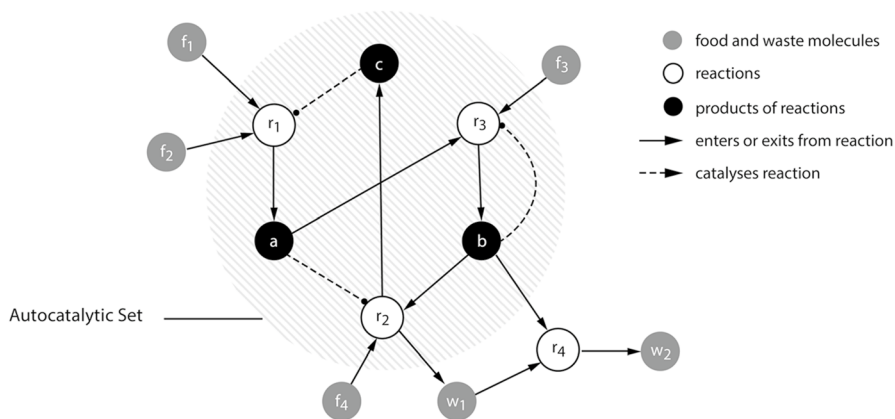 f1
c
f3
r1
r3
f2
a
b
r2
r4
w2
f4
w1
Autocatalytic Set
food and waste molecules
reactions
products of reactions
enters or exits from reaction
catalyses reaction